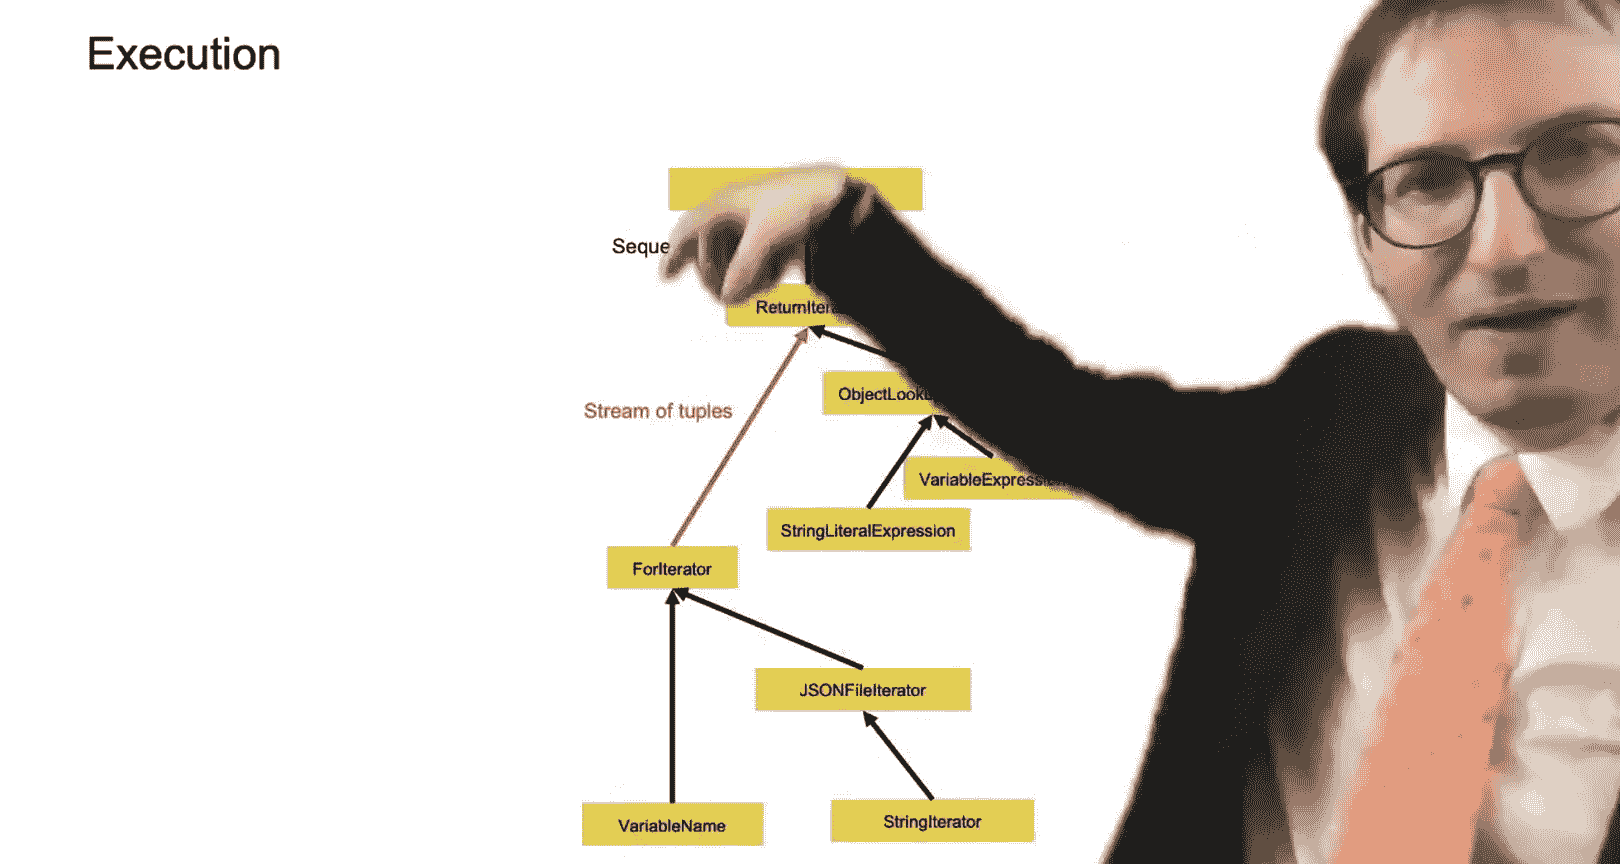 Execution
Seque
ReturnIter
Stream of tuples
ObjectLook
VariableExpress
StringLiteralExpression
ForIterator
JSONFileIterator
VariableName
StringIterator